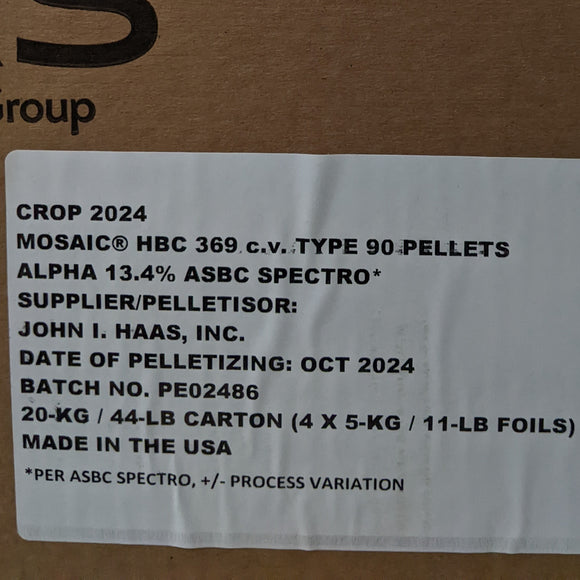 S
Group
CROP 2024
MOSAIC® HBC 369 c.v. TYPE 90 PELLETS
ALPHA 13.4% ASBC SPECTRO*
SUPPLIER/PELLETISOR:
JOHN I. HAAS, INC.
DATE OF PELLETIZING: OCT 2024
BATCH NO. PE02486
20-KG / 44-LB CARTON (4 X 5-KG / 11-LB FOILS)
MADE IN THE USA
*PER ASBC SPECTRO, +/- PROCESS VARIATION